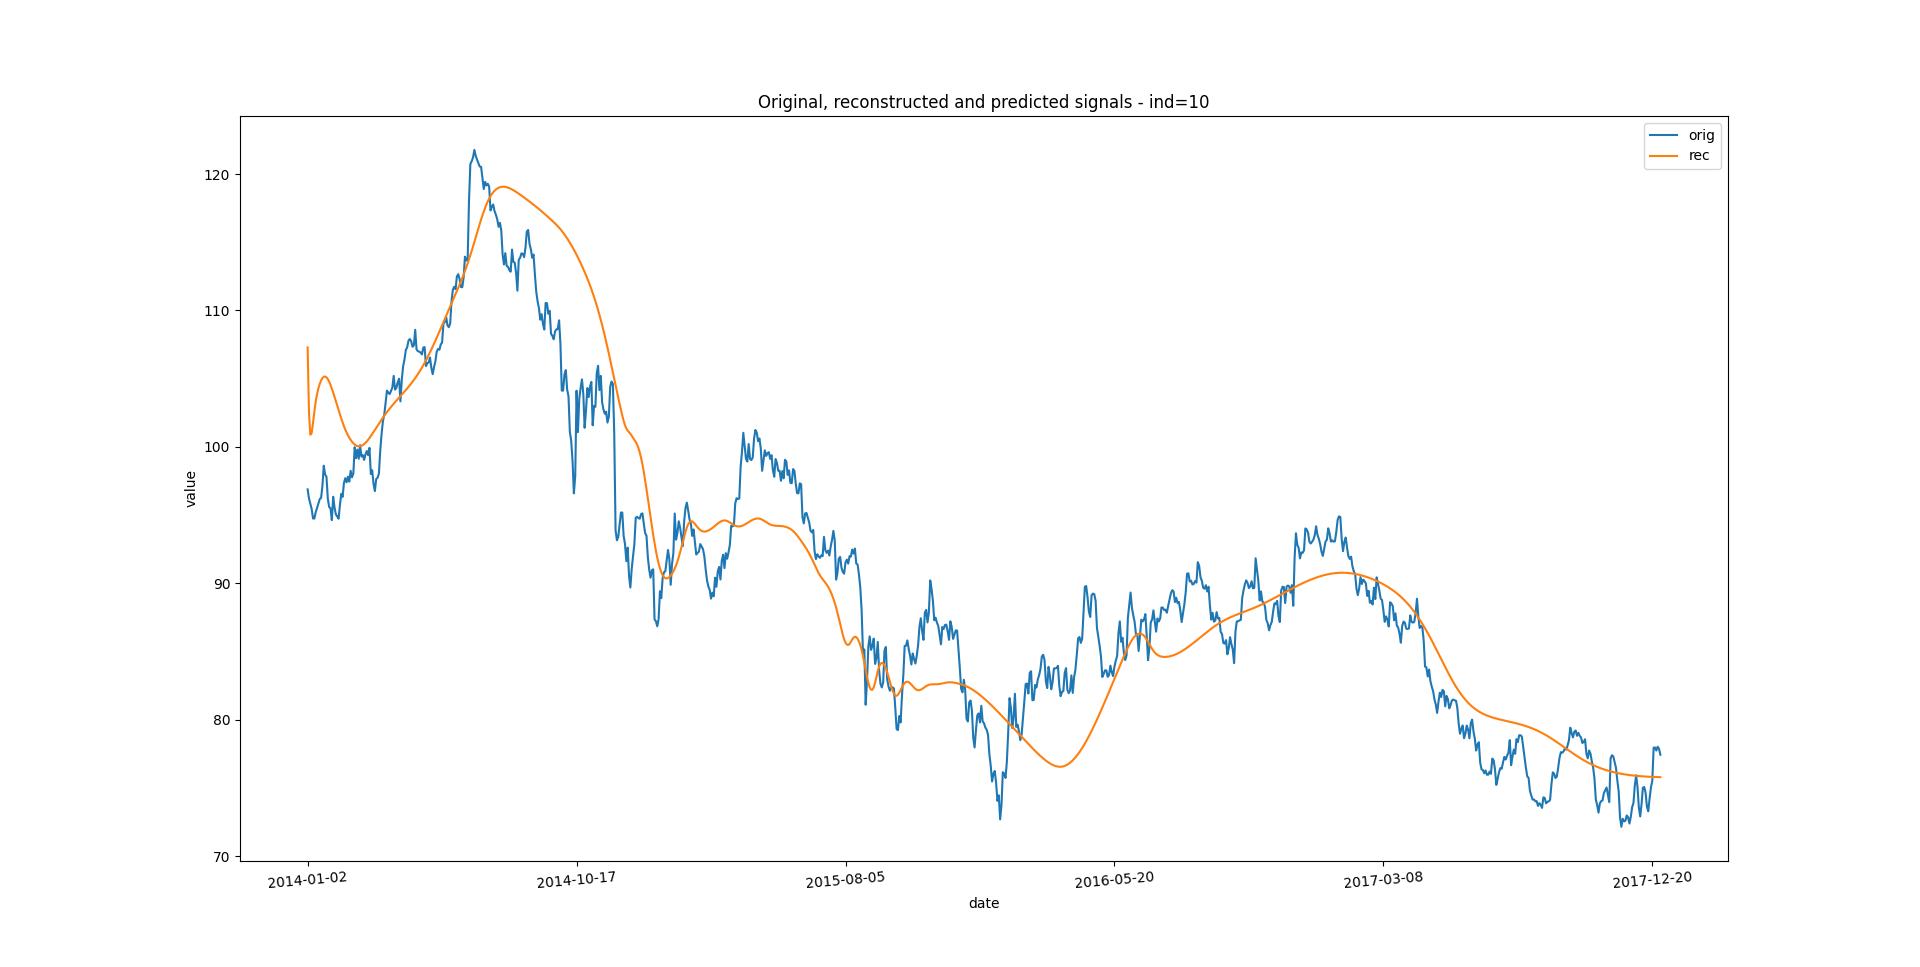 Original, reconstructed and predicted signals - ind=10
orig
rec
value
120
110
100
90
80
70
2014-01-02
2014-10-17
2015-08-05
2016-05-20
2017-03-08
2017-12-20
date